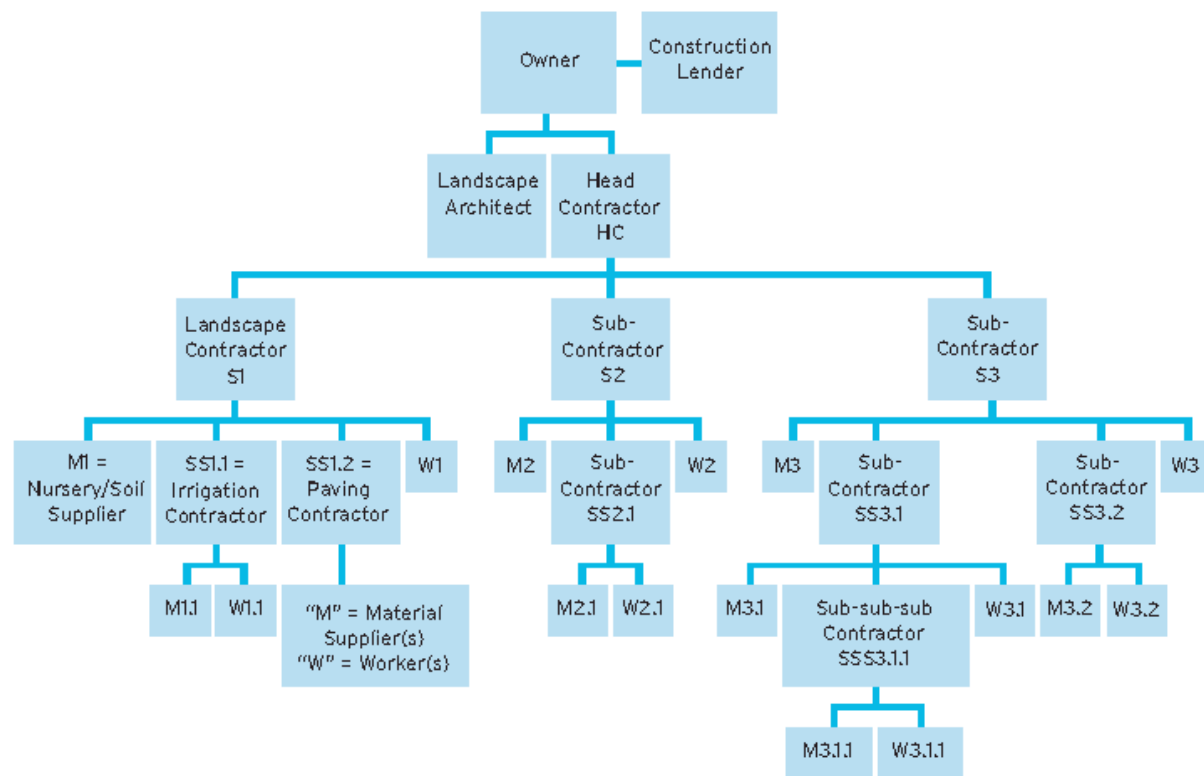 Owner
Construction
Lender
Landscape
Architect
Head
Contractor
HC
Landscape
Contractor
S1
Sub-
Contractor
S2
Sub-
Contractor
S3
M1 =
Nursery/Soil
Supplier
SS1.1 =
Irrigation
Contractor
SS1.2 =
Paving
Contractor
W1
M2
Sub-
Contractor
SS2.1
W2
M3
Sub-
Contractor
SS3.1
Sub-
Contractor
SS3.2
W3
M1.1
W1.1
“M” = Material
Supplier(s)
“W” = Worker(s)
M2.1
W2.1
M3.1
Sub-sub-sub
Contractor
SSS3.1.1
W3.1
M3.2
W3.2
M3.1.1
W3.1.1